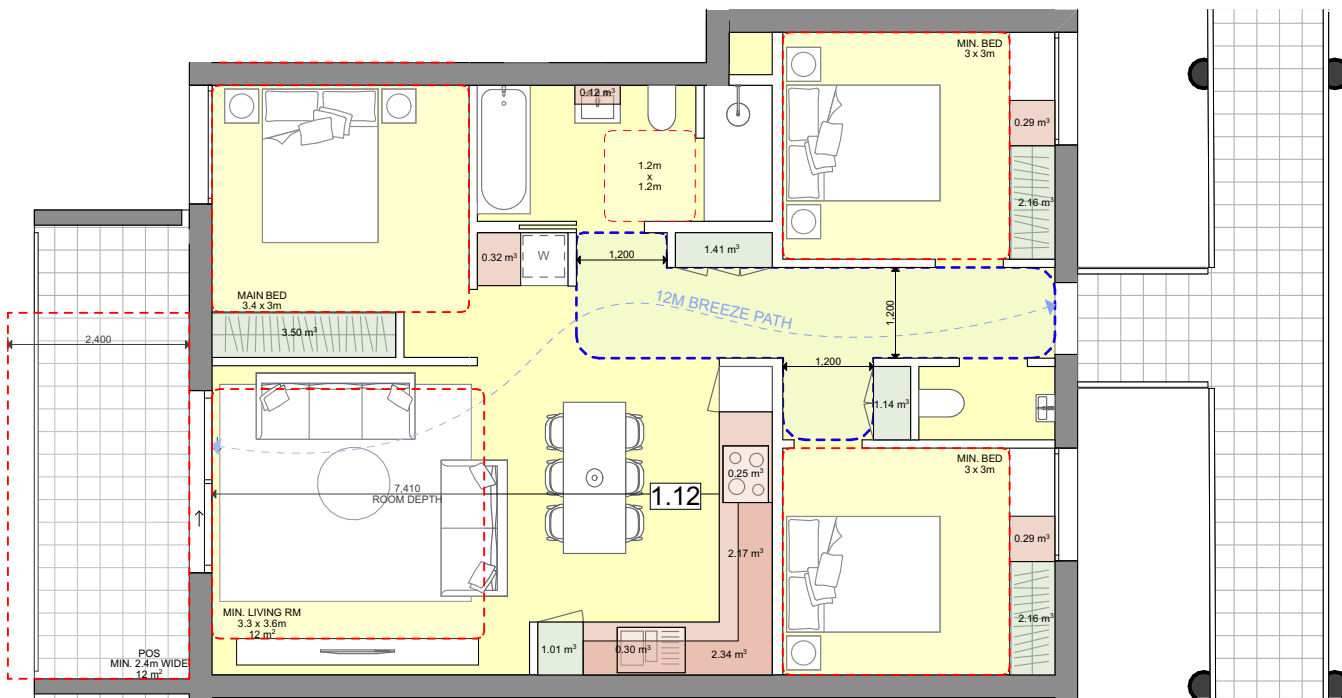 MIN. BED
3 x 3m
0.12 m³
0.29 m³
1.2m
x
1.2m
2.16 m³
0.32 m³
W
1,200
1.41 m³
MAIN BED
3.4 x 3m
12M BREEZE PATH
1,200
3.50 m³
2,400
1,200
1.14 m³
MIN. BED
3 x 3m
0.25 m³
7,410
ROOM DEPTH
1.12
0.29 m³
2.17 m³
2.16 m³
MIN. LIVING RM
3.3 x 3.6m
12 m²
1.01 m³
0.30 m³
2.34 m³
POS
MIN. 2.4m WIDE
12 m²